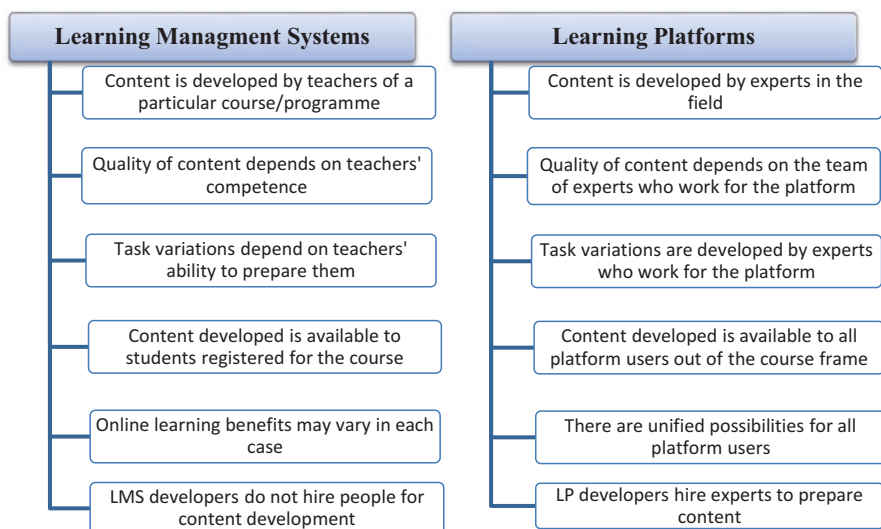 Learning Managment Systems
Content is developed by teachers of a
particular course/programme
Quality of content depends on teachers'
competence
Task variations depend on teachers'
ability to prepare them
Content developed is available to
students registered for the course
Online learning benefits may vary in each
case
LMS developers do not hire people for
content development
Learning Platforms
Content is developed by experts in the
field
Quality of content depends on the team
of experts who work for the platform
Task variations are developed by experts
who work for the platform
Content developed is available to all
platform users out of the course frame
There are unified possibilities for all
platform users
LP developers hire experts to prepare
content